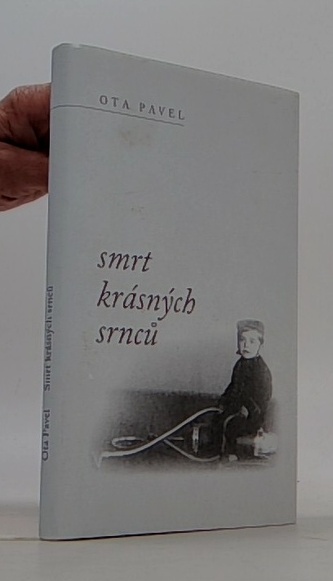 OTA PAVEL
smrt
krásných
srnců
Ota Pavel Smrt krásných srnců